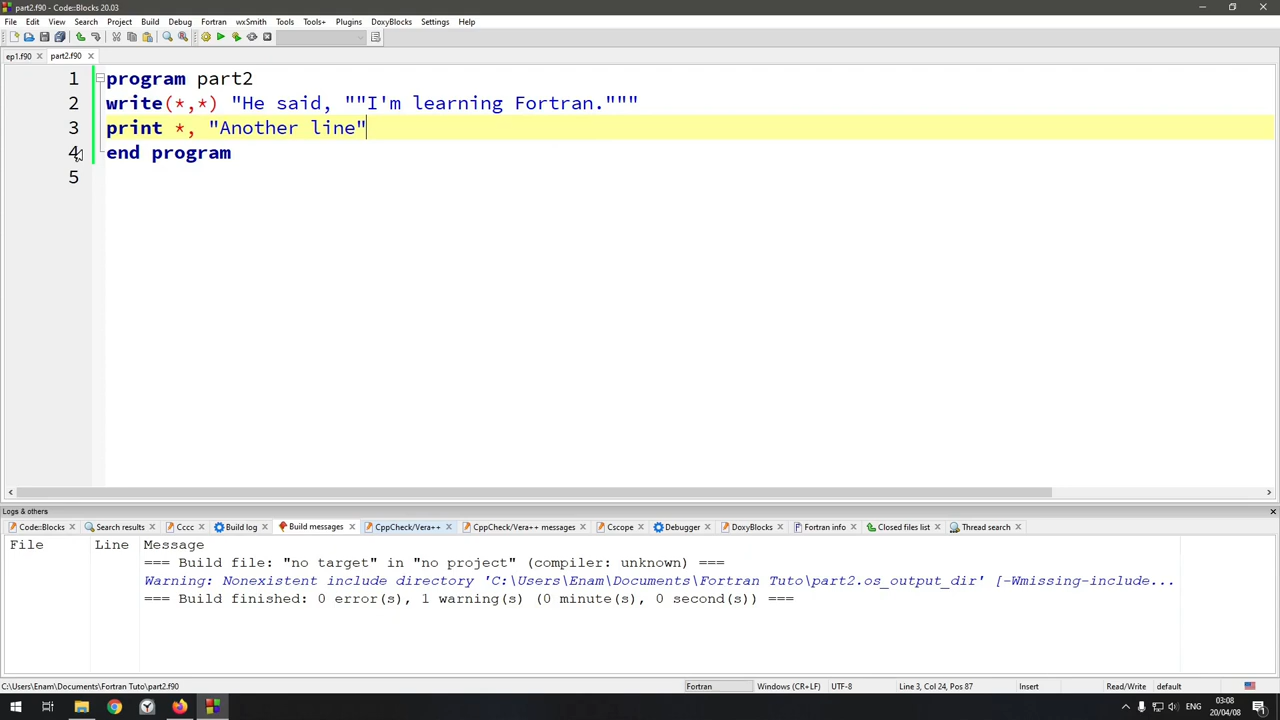 part2.f90 - Code::Blocks 20.03
File Edit View Search Project Build Debug Fortran wxSmith Tools Tools+ Plugins DoxyBlocks Settings Help
ep1.f90 part2.f90
1 program part2
2 write(*,*) "He said, ""I'm learning Fortran."""
3 print *, "Another line"
4 end program
5
Logs & others
Code::Blocks Search results Cccc Build log Build messages CppCheck/Vera++ CppCheck/Vera++ messages Cscope Debugger DoxyBlocks Fortran info Closed files list Thread search
File Line Message
=== Build file: "no target" in "no project" (compiler: unknown) ===
Warning: Nonexistent include directory 'C:\Users\Enam\Documents\Fortran Tuto\part2.os_output_dir' [-Wmissing-include...
=== Build finished: 0 error(s), 1 warning(s) (0 minute(s), 0 second(s)) ===
C:\Users\Enam\Documents\Fortran Tuto\part2.f90 Fortran Windows (CR+LF) UTF-8 Line 3, Col 24, Pos 87 Insert Read/Write default
ENG 03:08
20/04/08